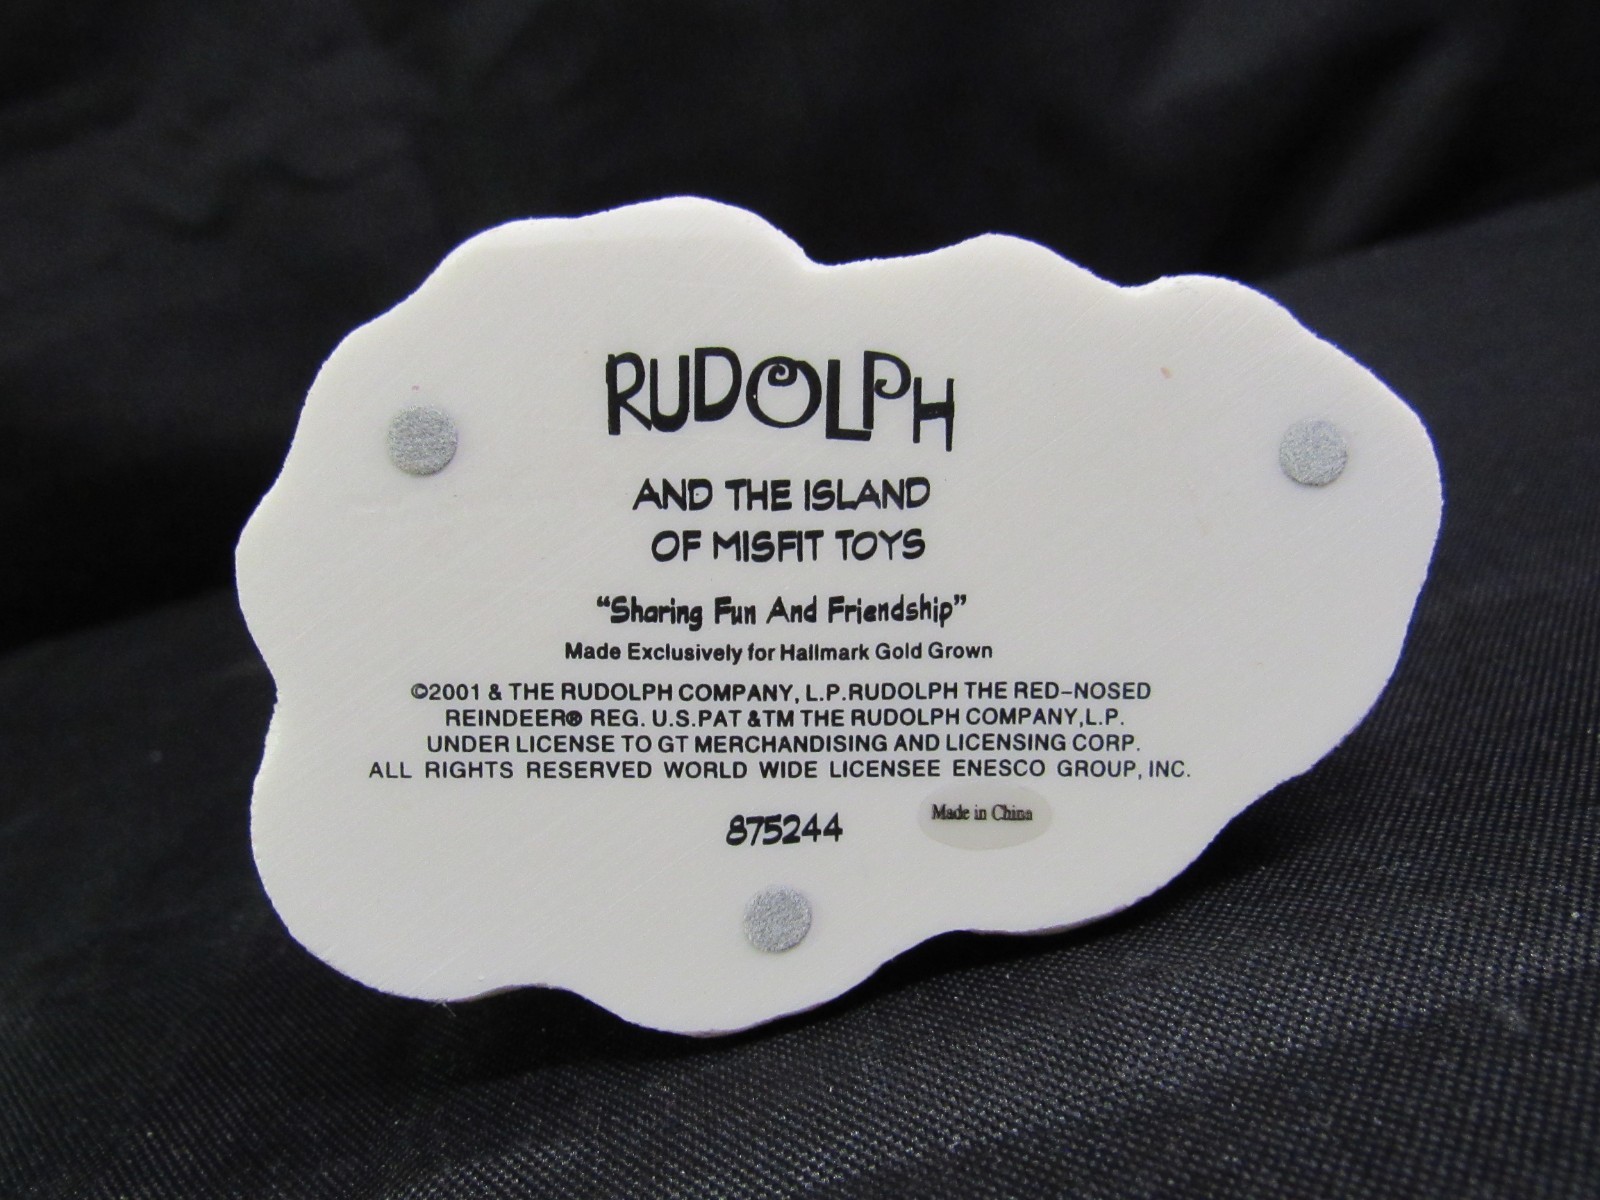 RUDOLPH
AND THE ISLAND
OF MISFIT TOYS
“Sharing Fun And Friendship”
Made Exclusively for Hallmark Gold Grown
©2001 & THE RUDOLPH COMPANY, L.P.RUDOLPH THE RED-NOSED
REINDEER® REG. U.S.PAT &TM THE RUDOLPH COMPANY,L.P.
UNDER LICENSE TO GT MERCHANDISING AND LICENSING CORP.
ALL RIGHTS RESERVED WORLD WIDE LICENSEE ENESCO GROUP, INC.
875244
Made in China